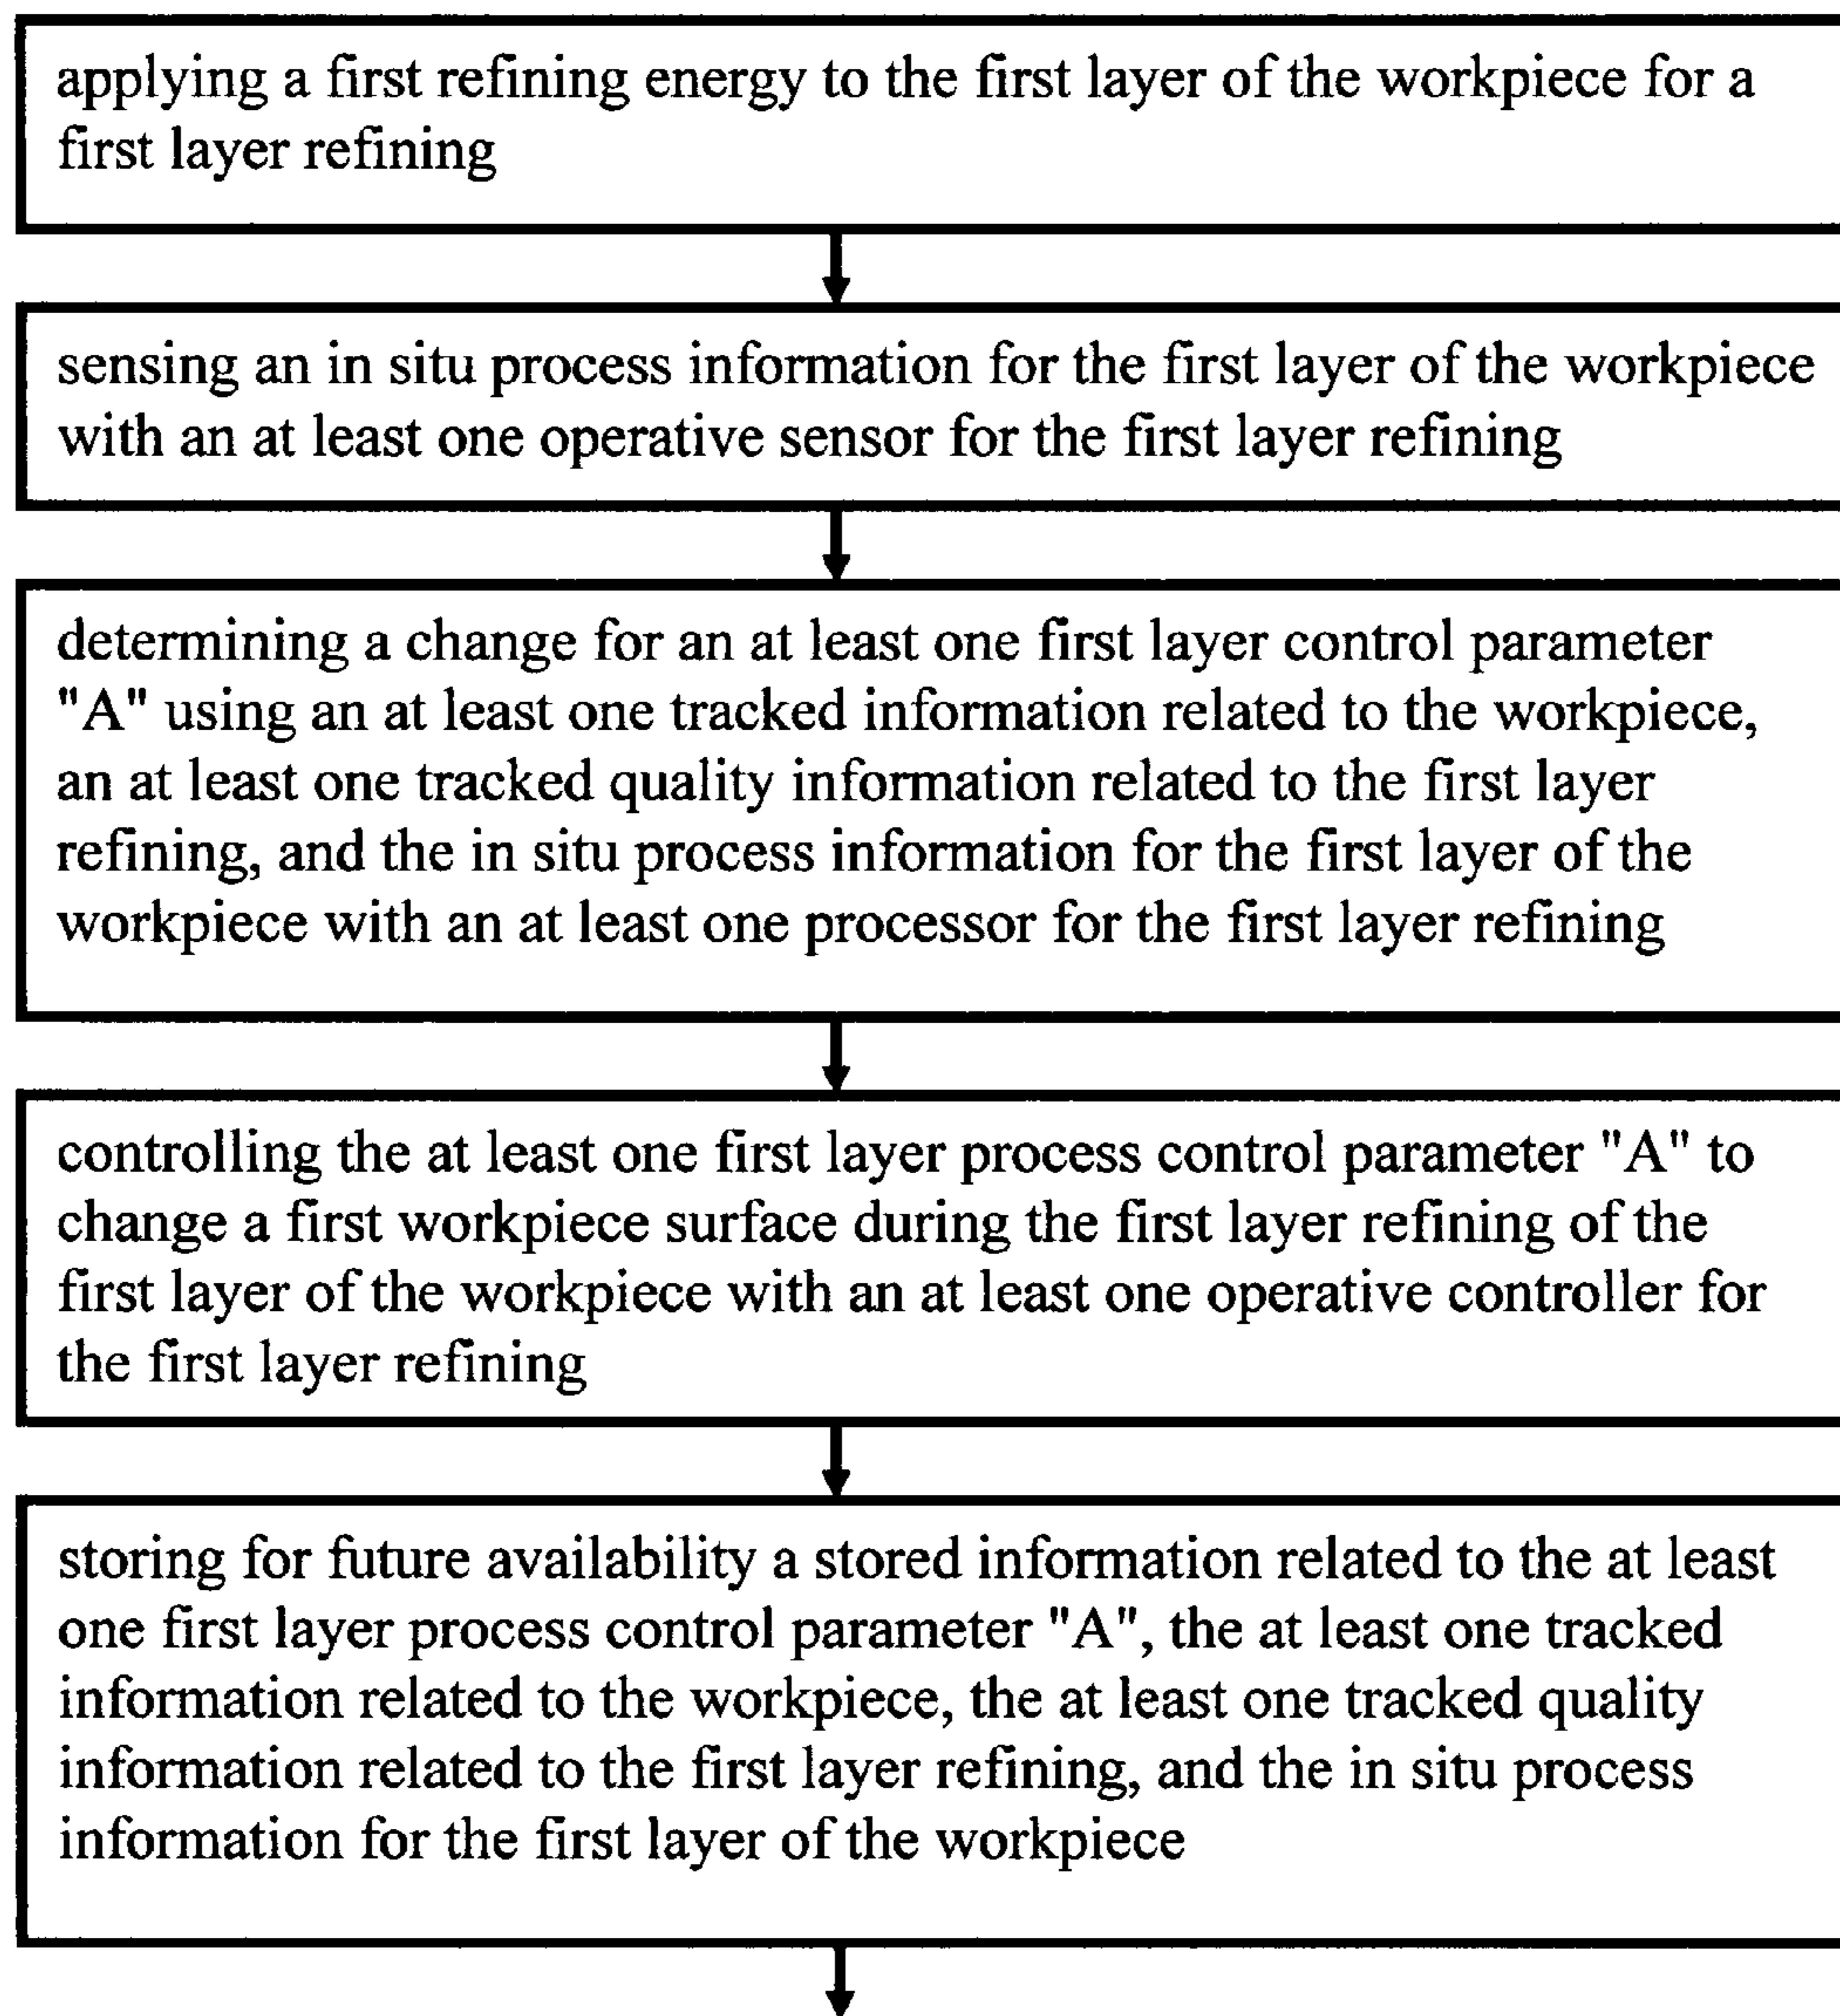 applying a first refining energy to the first layer of the workpiece for a
first layer refining
sensing an in situ process information for the first layer of the workpiece
with an at least one operative sensor for the first layer refining
determining a change for an at least one first layer control parameter
"A" using an at least one tracked information related to the workpiece,
an at least one tracked quality information related to the first layer
refining, and the in situ process information for the first layer of the
workpiece with an at least one processor for the first layer refining
controlling the at least one first layer process control parameter "A" to
change a first workpiece surface during the first layer refining of the
first layer of the workpiece with an at least one operative controller for
the first layer refining
storing for future availability a stored information related to the at least
one first layer process control parameter "A", the at least one tracked
information related to the workpiece, the at least one tracked quality
information related to the first layer refining, and the in situ process
information for the first layer of the workpiece